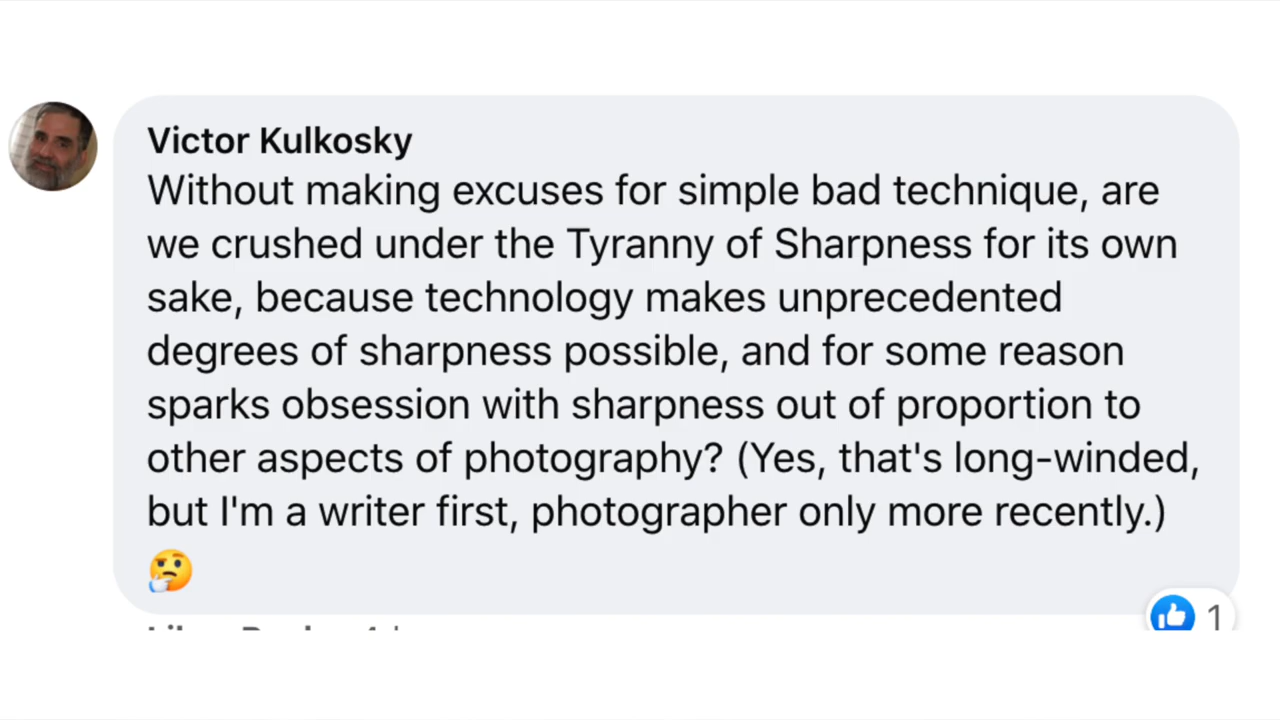 Victor Kulkosky
Without making excuses for simple bad technique, are
we crushed under the Tyranny of Sharpness for its own
sake, because technology makes unprecedented
degrees of sharpness possible, and for some reason
sparks obsession with sharpness out of proportion to
other aspects of photography? (Yes, that's long-winded,
but I'm a writer first, photographer only more recently.)
🤔
1